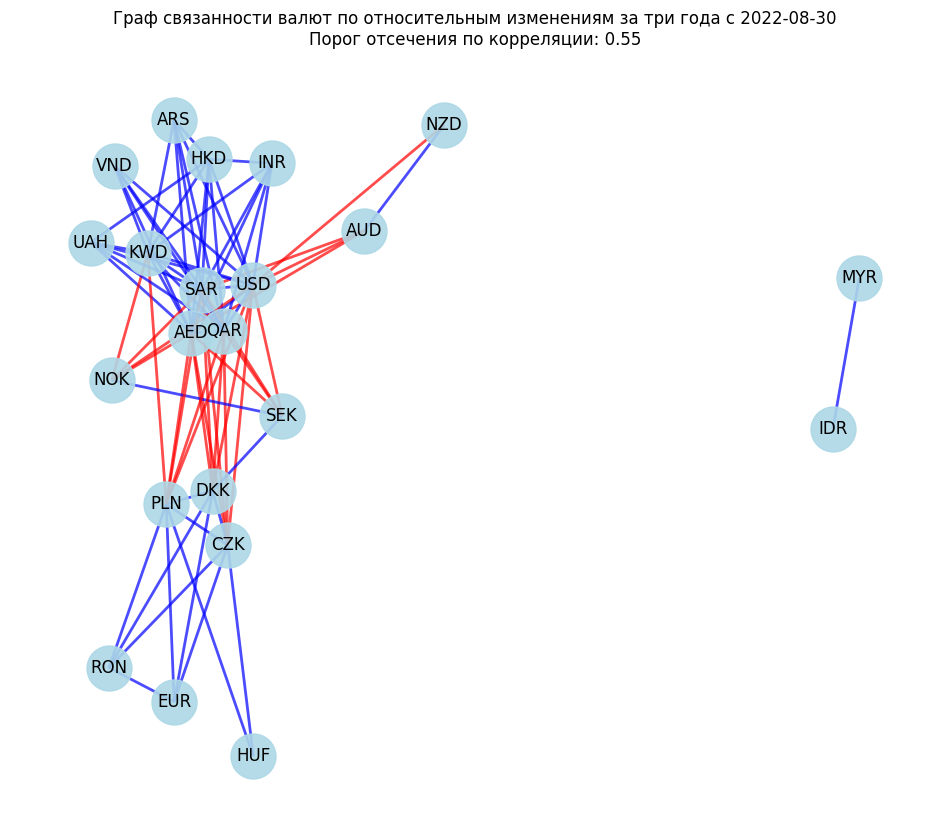 Граф связанности валют по относительным изменениям за три года с 2022-08-30
Порог отсечения по корреляции: 0.55
ARS
NZD
HKD
VND
INR
AUD
UAH
KWD
MYR
USD
SAR
AED
QAR
NOK
SEK
IDR
DKK
PLN
CZK
RON
EUR
HUF